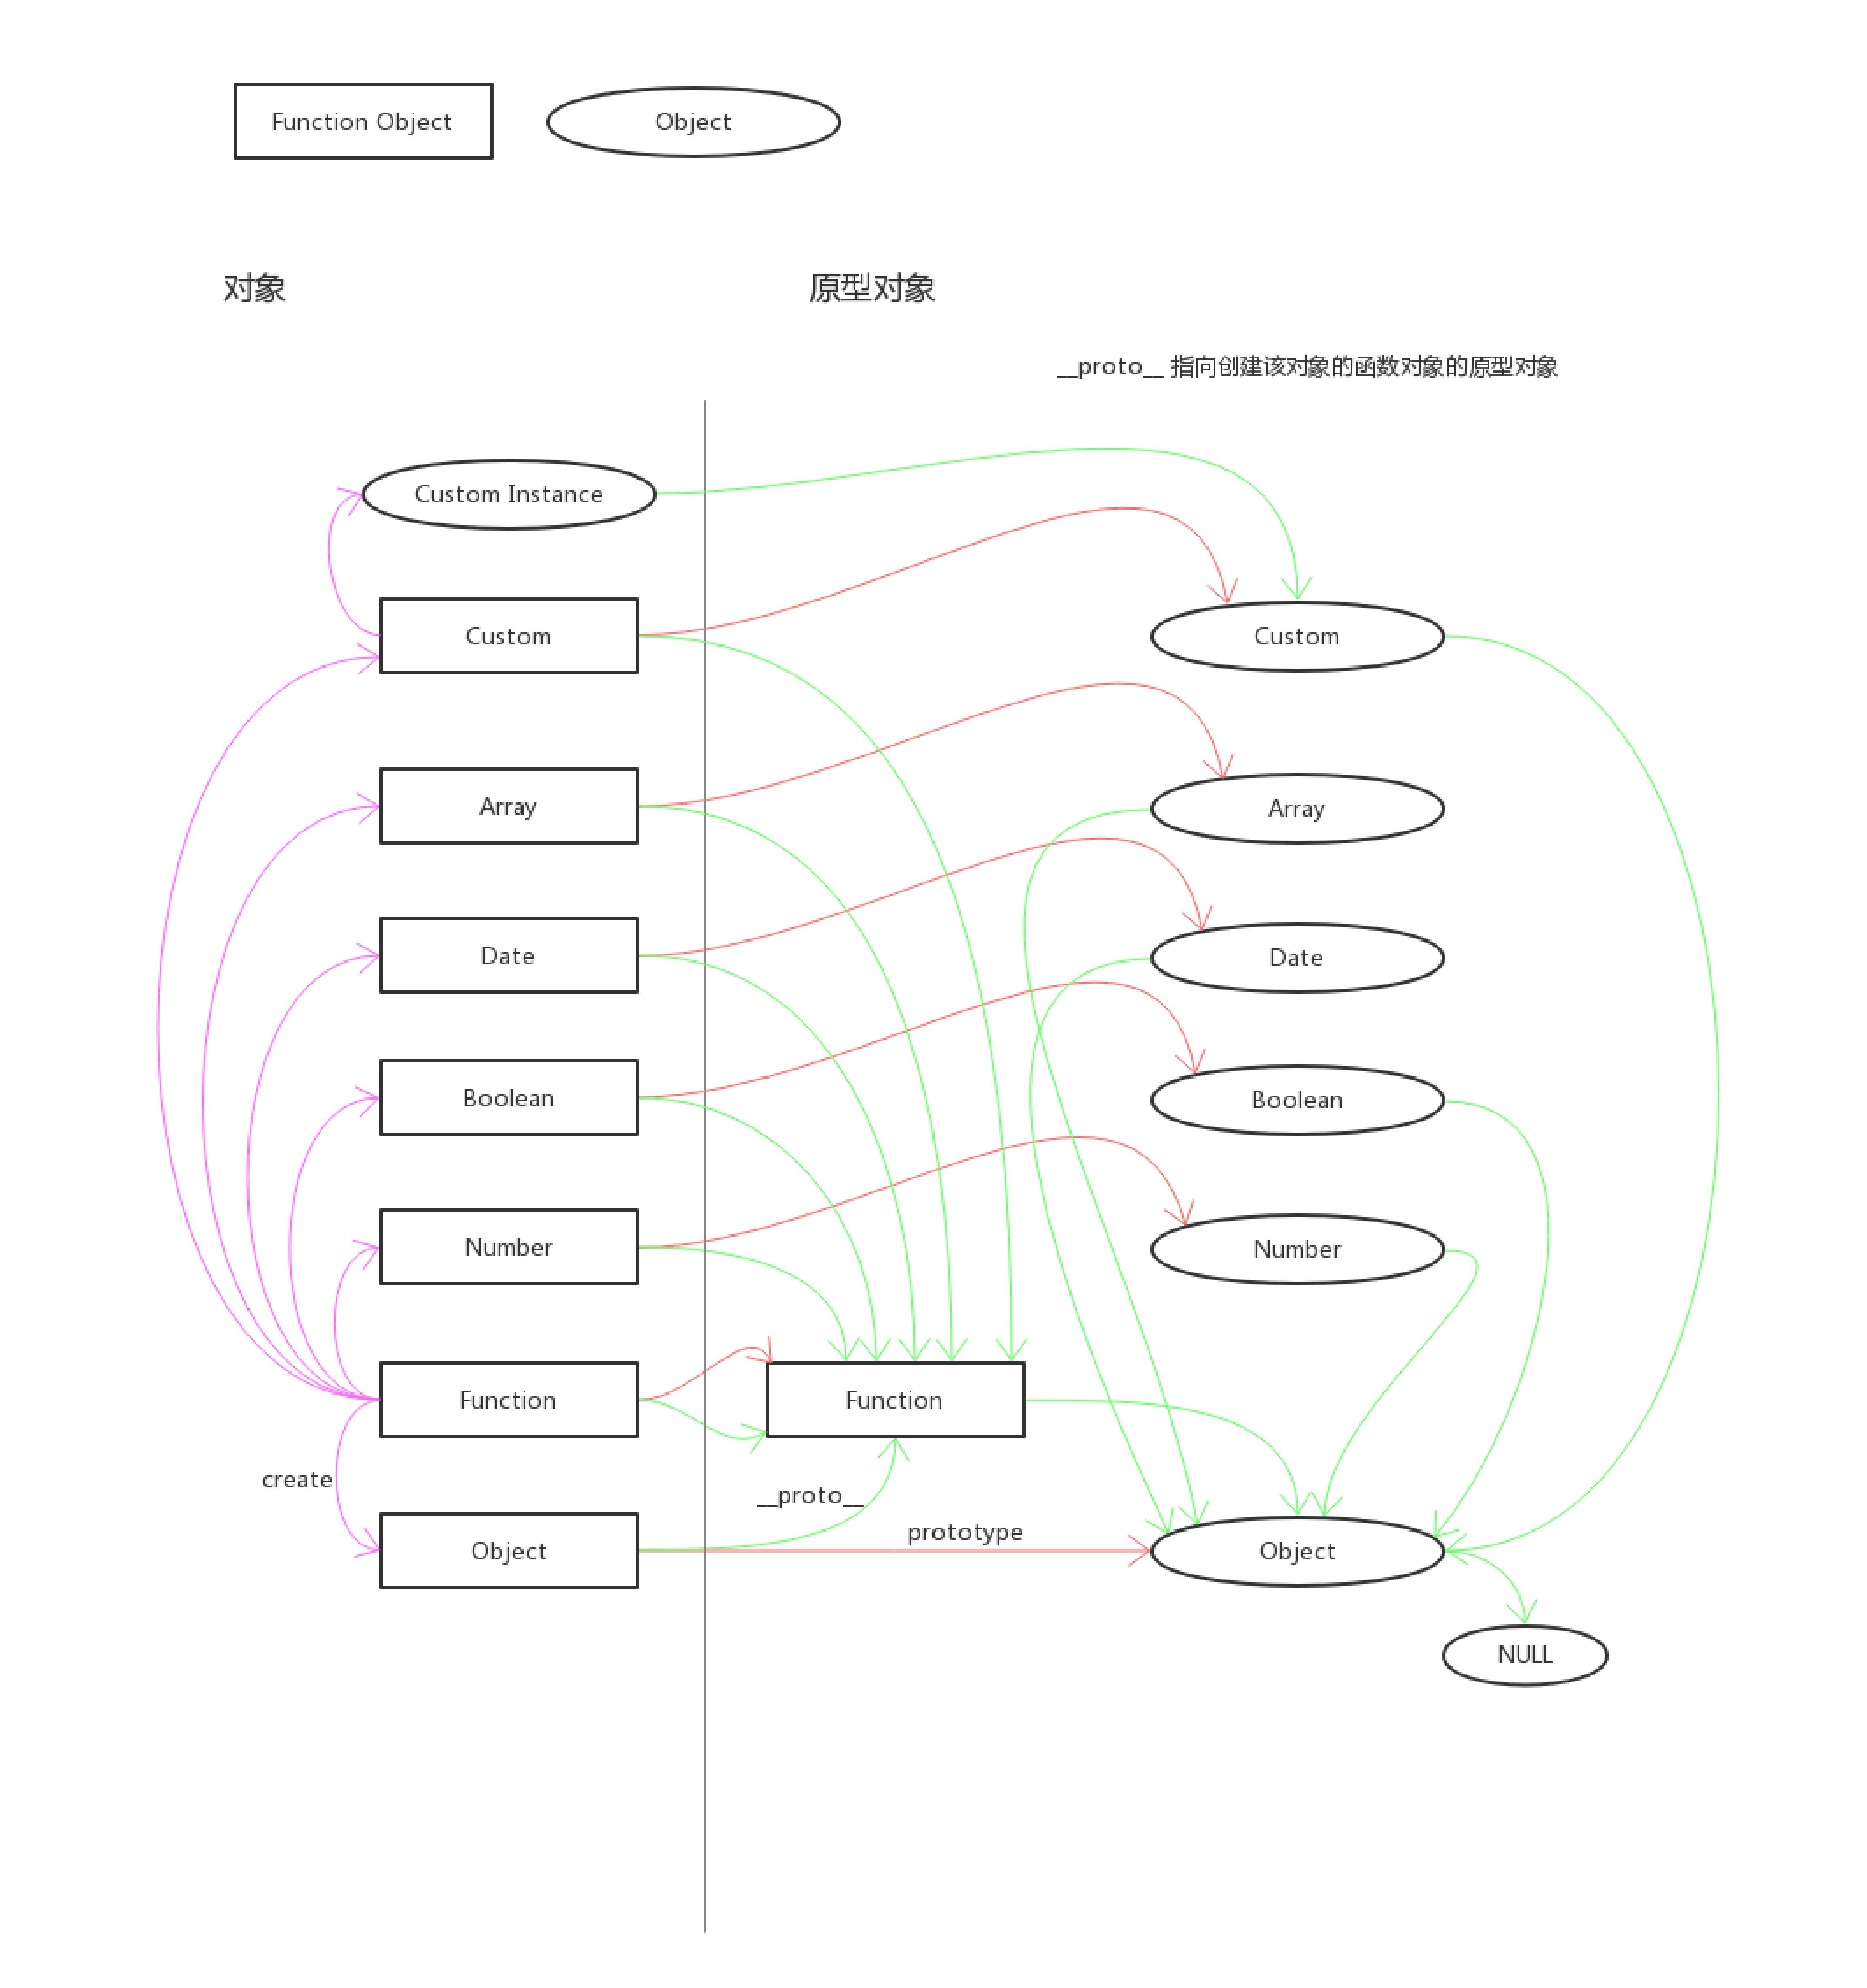 Function Object
Object
对象
原型对象
__proto__ 指向创建该对象的函数对象的原型对象
Custom Instance
Custom
Custom
Array
Array
Date
Date
Boolean
Boolean
Number
Number
Function
Function
create
__proto__
prototype
Object
Object
NULL